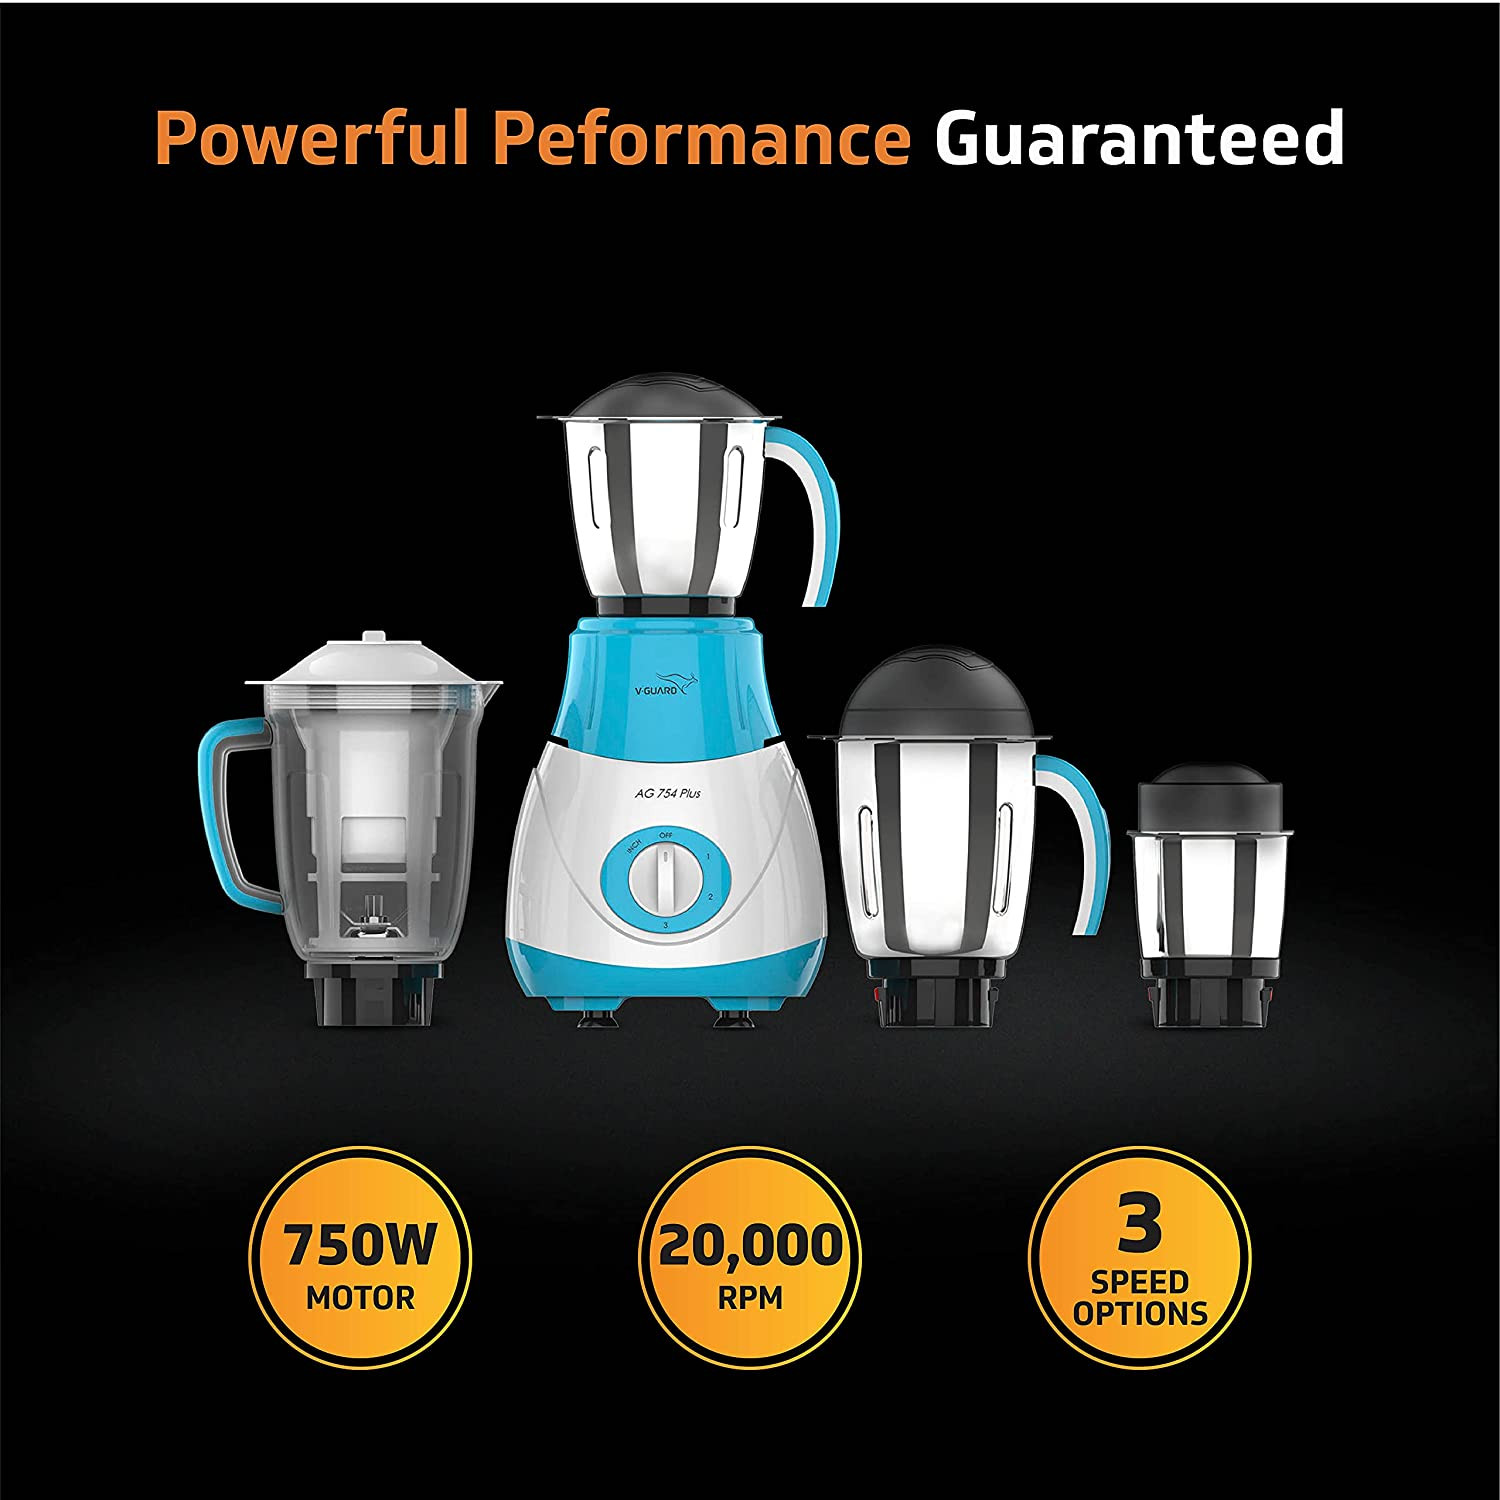 Powerful Peformance Guaranteed
V-GUARD
AG 754 Plus
OFF
INCH
1
2
3
750W
MOTOR
20,000
RPM
3
SPEED
OPTIONS